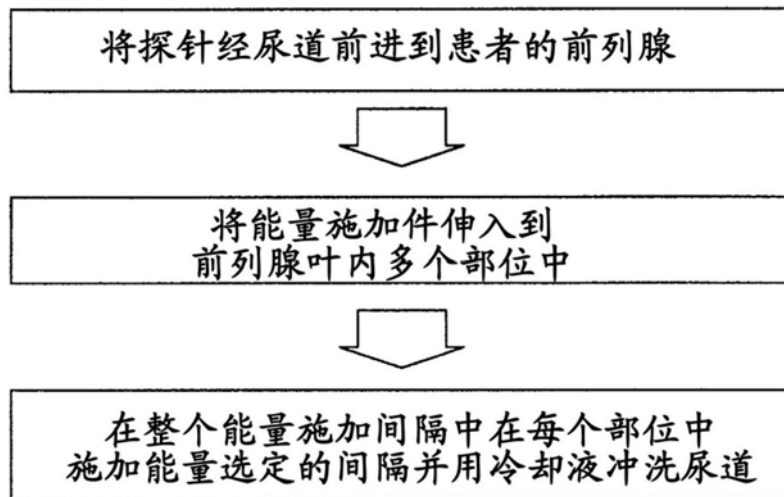 将探针经尿道前进到患者的前列腺
将能量施加件伸入到
前列腺叶内多个部位中
在整个能量施加间隔中在每个部位中
施加能量选定的间隔并用冷却液冲洗尿道